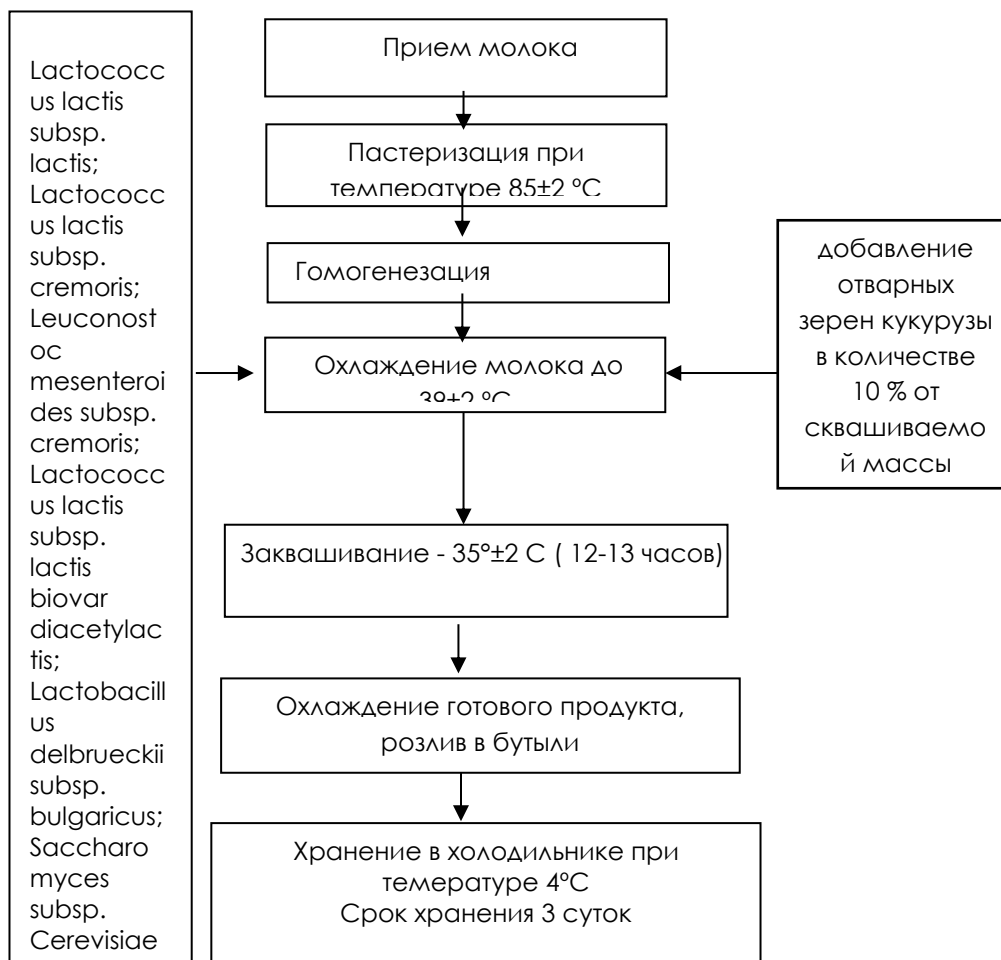 Lactococc
us lactis
subsp.
lactis;
Lactococc
us lactis
subsp.
cremoris;
Leuconost
oc
mesenteroi
des subsp.
cremoris;
Lactococc
us lactis
subsp.
lactis
biovar
diacetylac
tis;
Lactobacill
us
delbrueckii
subsp.
bulgaricus;
Saccharo
myces
subsp.
Cerevisiae
Прием молока
Пастеризация при
температуре 85±2 °С
Гомогенезация
Охлаждение молока до
39±2 °С
добавление
отварных
зерен кукурузы
в количестве
10 % от
сквашиваемо
й массы
Заквашивание - 35°±2 С ( 12-13 часов)
Охлаждение готового продукта,
розлив в бутыли
Хранение в холодильнике при
темературе 4°С
Срок хранения 3 суток